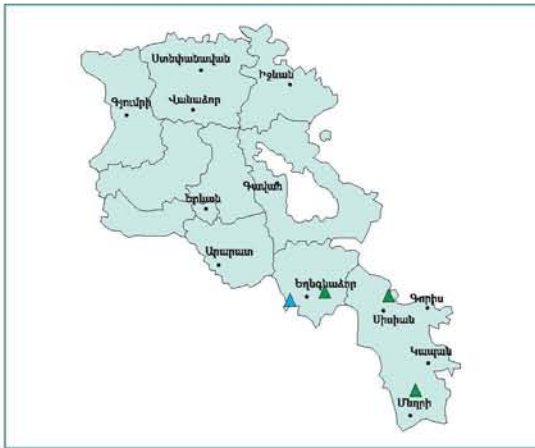 Ստեփանավան
Իջևան
Գյումրի
Վանաձոր
Գավառ
Երևան
Արարատ
Եղեգնաձոր
Գորիս
Սիսիան
Կապան
Մեղրի